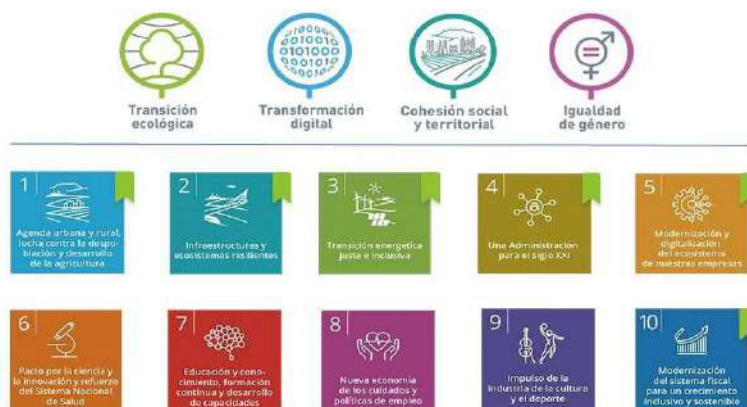 010011
101000
000101
Transición
ecológica
Transformación
digital
Cohesión social
y territorial
Igualdad
de género
1
Agenda urbana y rural,
lucha contra la despo-
blación y desarrollo
de la agricultura
2
Infraestructuras y
ecosistemas resilientes
3
Transición energética
justa e inclusiva
4
Una Administración
para el siglo XXI
5
Modernización y
digitalización
del ecosistema
de nuestras empresas
6
Pacto por la ciencia y
la innovación y refuerzo
del Sistema Nacional
de Salud
7
Educación y cono-
cimiento, formación
continua y desarrollo
de capacidades
8
Nueva economía
de los cuidados y
políticas de empleo
9
Impulso de la
industria de la cultura
y el deporte
10
Modernización
del sistema fiscal
para un crecimiento
inclusivo y sostenible